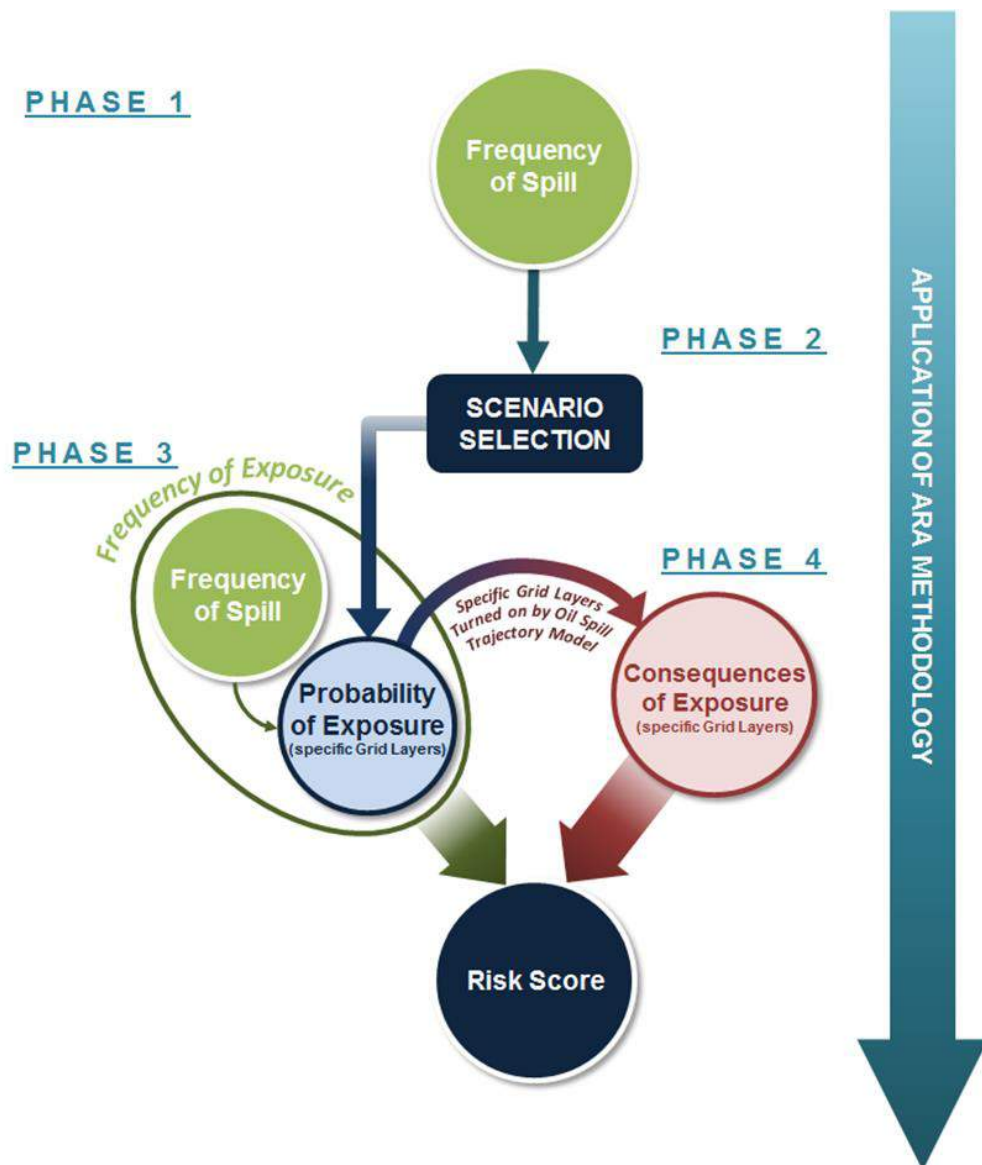 PHASE 1
Frequency
of Spill
PHASE 2
SCENARIO
SELECTION
PHASE 3
Frequency of Exposure
Frequency
of Spill
Probability
of Exposure
(specific Grid Layers)
Specific Grid Layers
Turned on by Oil Spill
Trajectory Model
PHASE 4
Consequences
of Exposure
(specific Grid Layers)
Risk Score
APPLICATION OF ARA METHODOLOGY